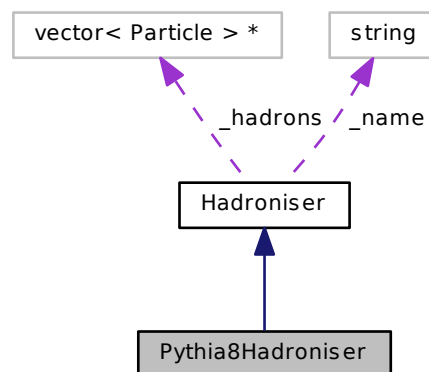 vector< Particle > *
string
_hadrons
_name
Hadroniser
Pythia8Hadroniser